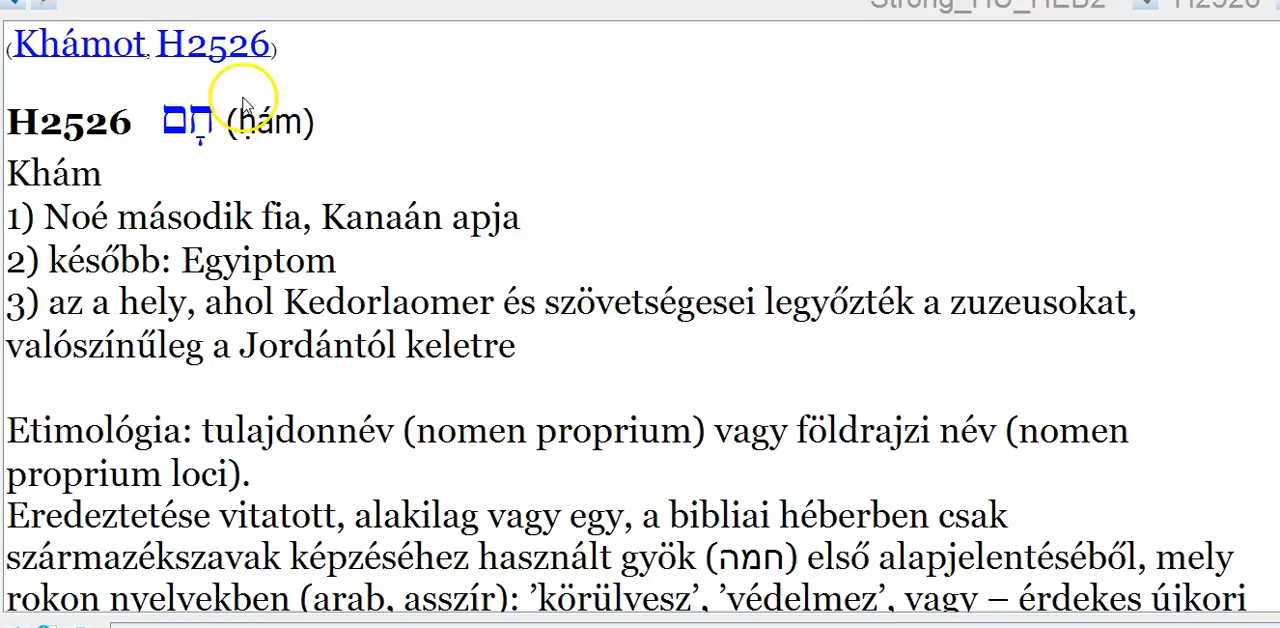 Strong_HU_HEB2 H2526
(Khámot, H2526)
H2526 חָם (ḥám)
Khám
1) Noé második fia, Kanaán apja
2) később: Egyiptom
3) az a hely, ahol Kedorlaomer és szövetségesei legyőzték a zuzeusokat,
valószínűleg a Jordántól keletre
Etimológia: tulajdonnév (nomen proprium) vagy földrajzi név (nomen
proprium loci).
Eredeztetése vitatott, alakilag vagy egy, a bibliai héberben csak
származékszavak képzéséhez használt gyök (חמה) első alapjelentéséből, mely
rokon nyelvekben (arab, asszír): ’körülvesz’, ’védelmez’, vagy – érdekes újkori